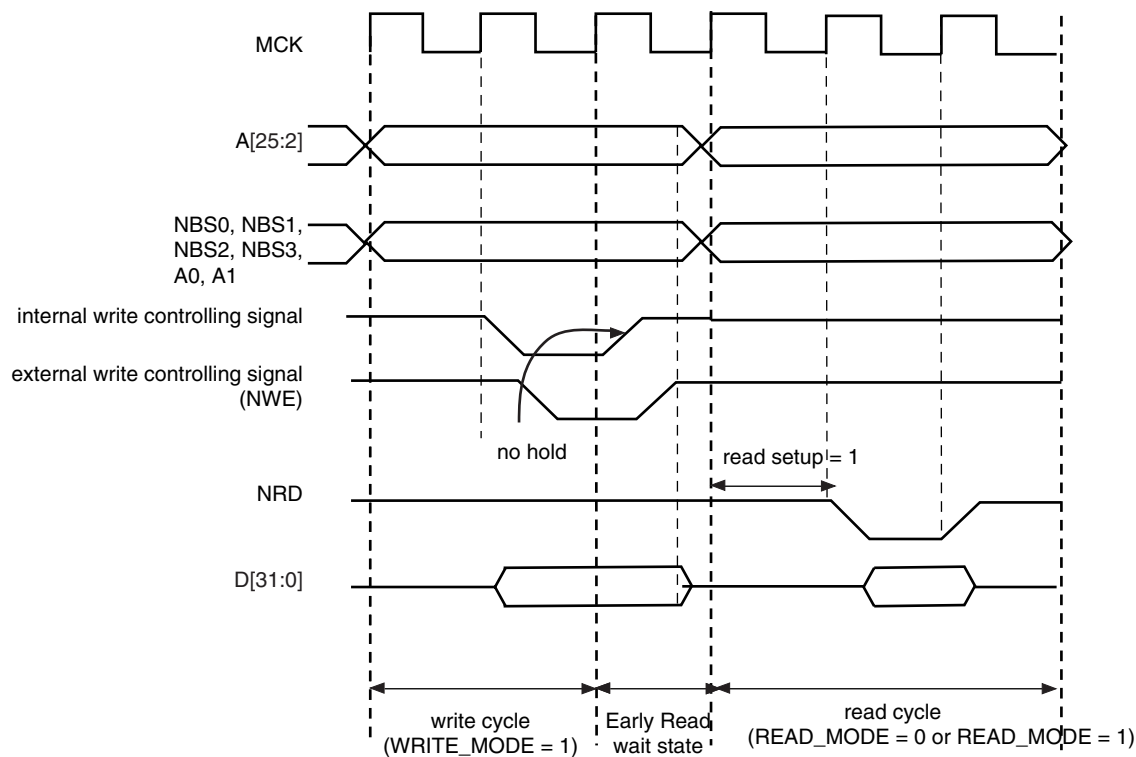 MCK
A[25:2]
NBS0, NBS1,
NBS2, NBS3,
A0, A1
internal write controlling signal
external write controlling signal
(NWE)
no hold
read setup = 1
NRD
D[31:0]
write cycle
(WRITE_MODE = 1)
Early Read
wait state
read cycle
(READ_MODE = 0 or READ_MODE = 1)